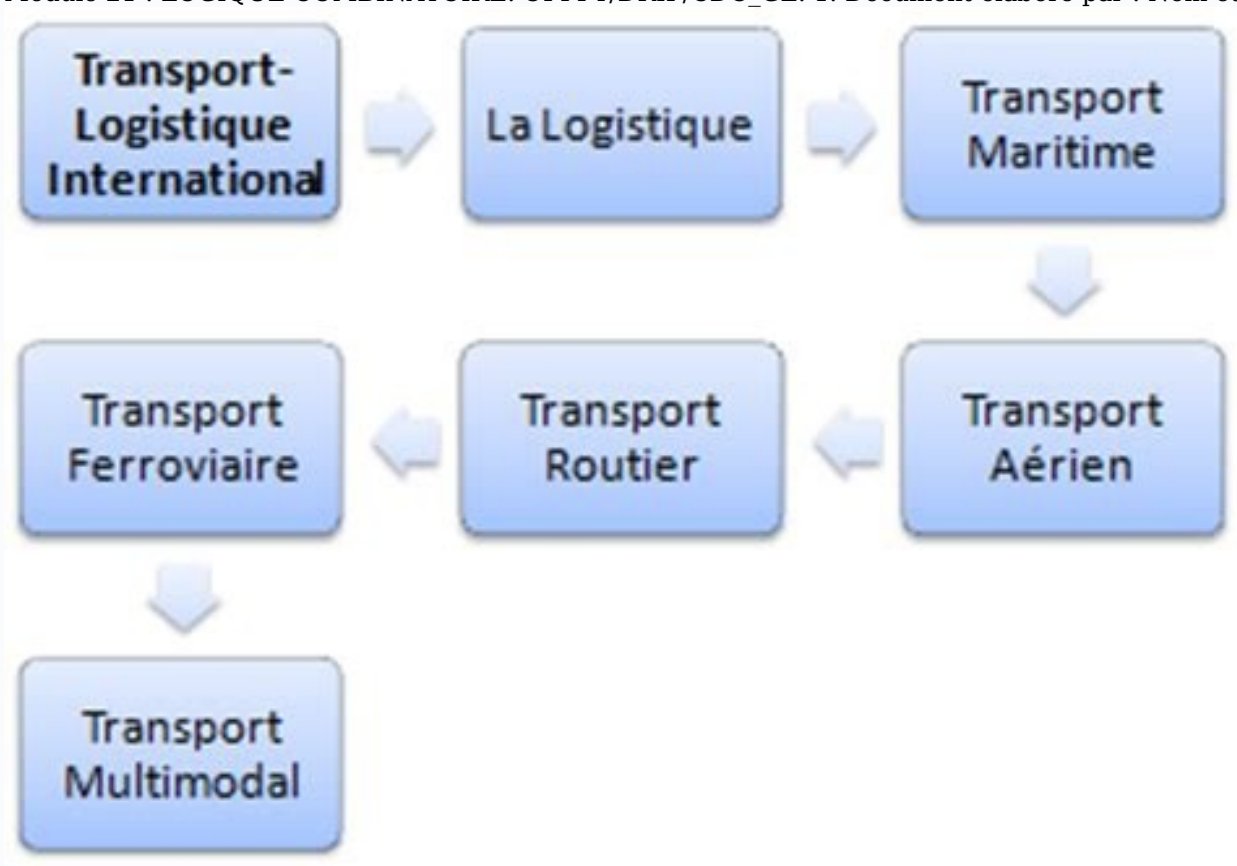 Transport-
Logistique
International
La Logistique
Transport
Maritime
Transport
Aérien
Transport
Routier
Transport
Ferroviaire
Transport
Multimodal